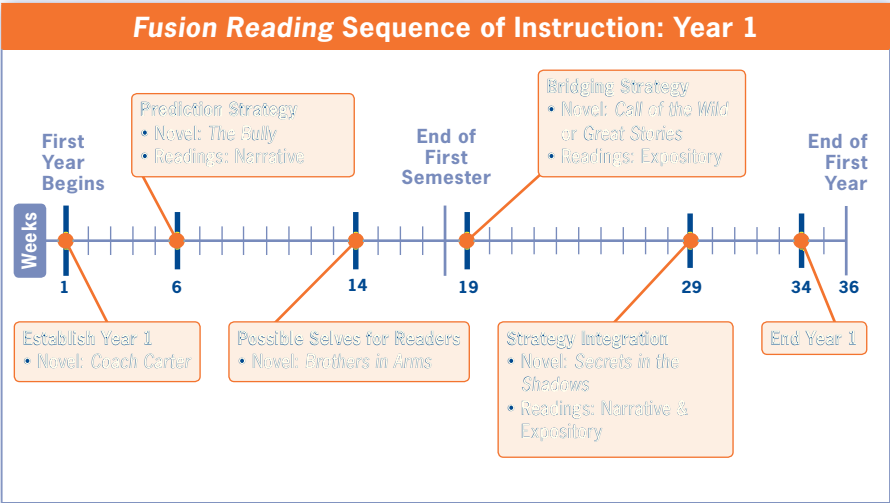 Fusion Reading Sequence of Instruction: Year 1
Prediction Strategy
• Novel: The Bully
• Readings: Narrative
Bridging Strategy
• Novel: Call of the Wild
or Great Stories
• Readings: Expository
First
Year
Begins
End of
First
Semester
End of
First
Year
Weeks
1
6
14
19
29
34
36
Establish Year 1
• Novel: Coach Carter
Possible Selves for Readers
• Novel: Brothers in Arms
Strategy Integration
• Novel: Secrets in the
Shadows
• Readings: Narrative &
Expository
End Year 1